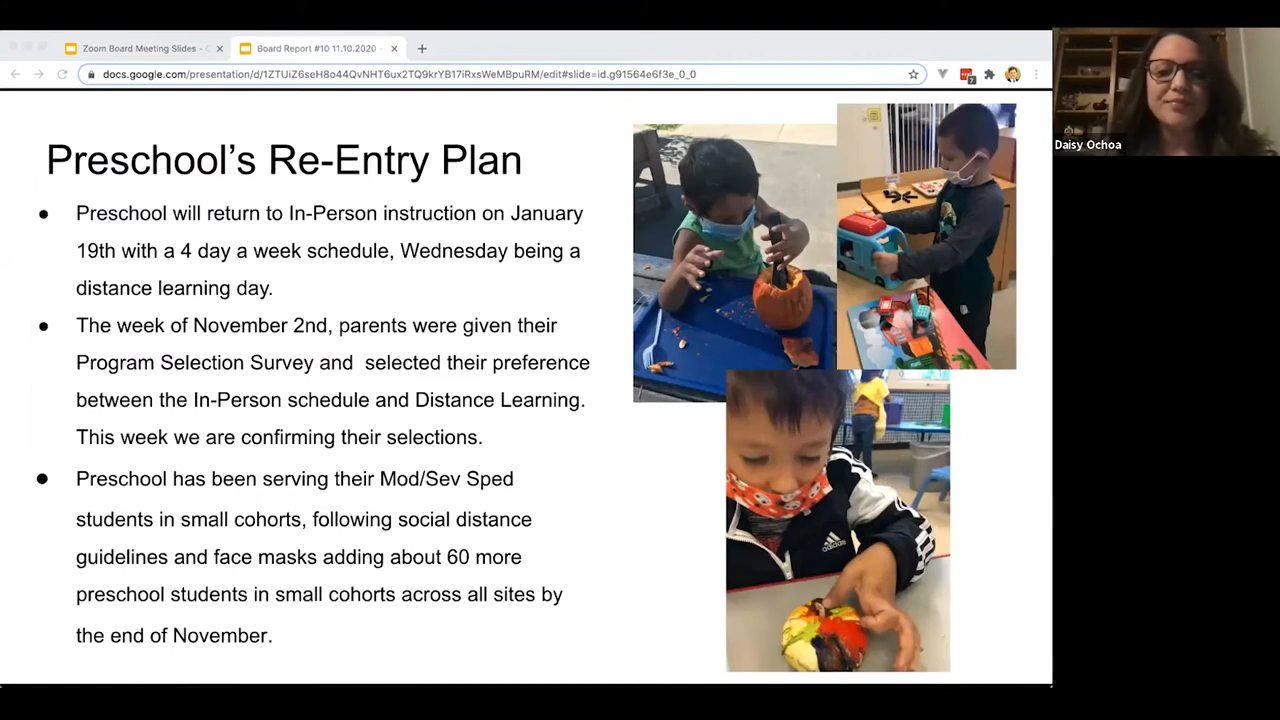 Zoom Board Meeting Slides -
Board Report #10 11.10.2020 -
docs.google.com/presentation/d/1ZTUiZ6seH8o44QvNHT6ux2TQ9krYB17iRxsWeMBpuRM/edit#slide=id.g91564e6f3e_0_0
7
Daisy Ochoa
Preschool’s Re-Entry Plan
● Preschool will return to In-Person instruction on January
19th with a 4 day a week schedule, Wednesday being a
distance learning day.
● The week of November 2nd, parents were given their
Program Selection Survey and selected their preference
between the In-Person schedule and Distance Learning.
This week we are confirming their selections.
● Preschool has been serving their Mod/Sev Sped
students in small cohorts, following social distance
guidelines and face masks adding about 60 more
preschool students in small cohorts across all sites by
the end of November.
adidas